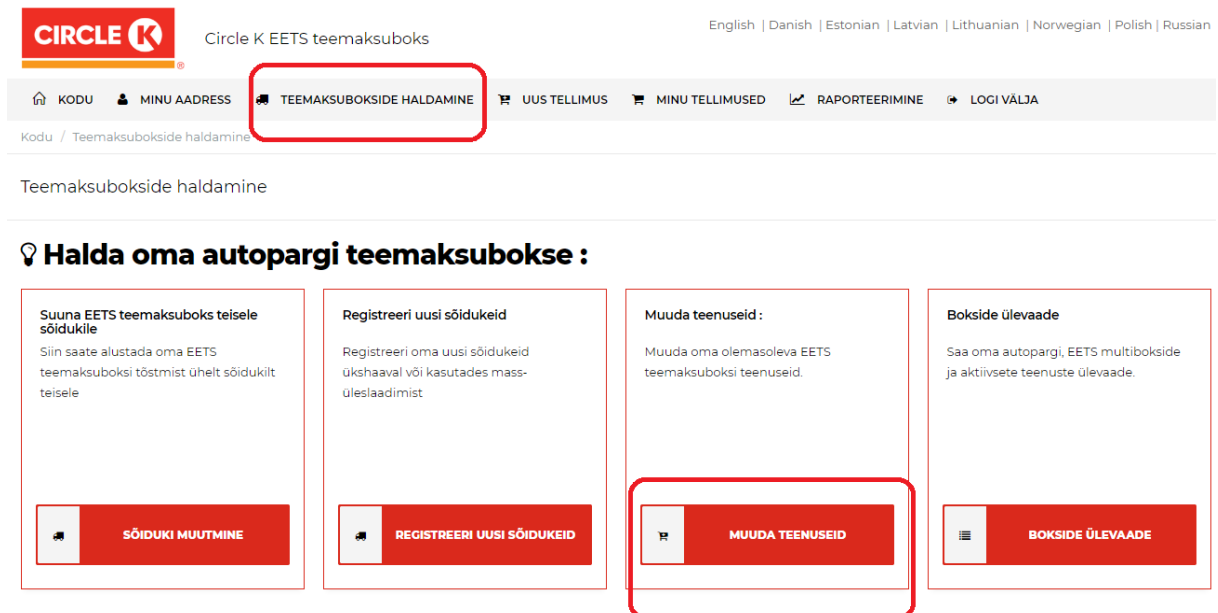 CIRCLE K
Circle K EETS teemaksuboks
English | Danish | Estonian | Latvian | Lithuanian | Norwegian | Polish | Russian
KODU MINU AADRESS TEEMAKSUBOKSIDE HALDAMINE UUS TELLIMUS MINU TELLIMUSED RAPORTEERIMINE LOGI VÄLJA
Kodu / Teemaksubokside haldamine
Teemaksubokside haldamine
Halda oma autopargi teemaksubokse :
Suuna EETS teemaksuboks teisele
sõidukile
Siin saate alustada oma EETS
teemaksuboksi tõstmist ühelt sõidukilt
teisele
SÕIDUKI MUUTMINE
Registreeri uusi sõidukeid
Registreeri oma uusi sõidukeid
ükshaaval või kasutades mass-
üleslaadimist
REGISTREERI UUSI SÕIDUKEID
Muuda teenuseid :
Muuda oma olemasoleva EETS
teemaksuboksi teenuseid.
MUUDA TEENUSEID
Bokside ülevaade
Saa oma autopargi, EETS multibokside
ja aktiivsete teenuste ülevaade.
BOKSIDE ÜLEVAADE